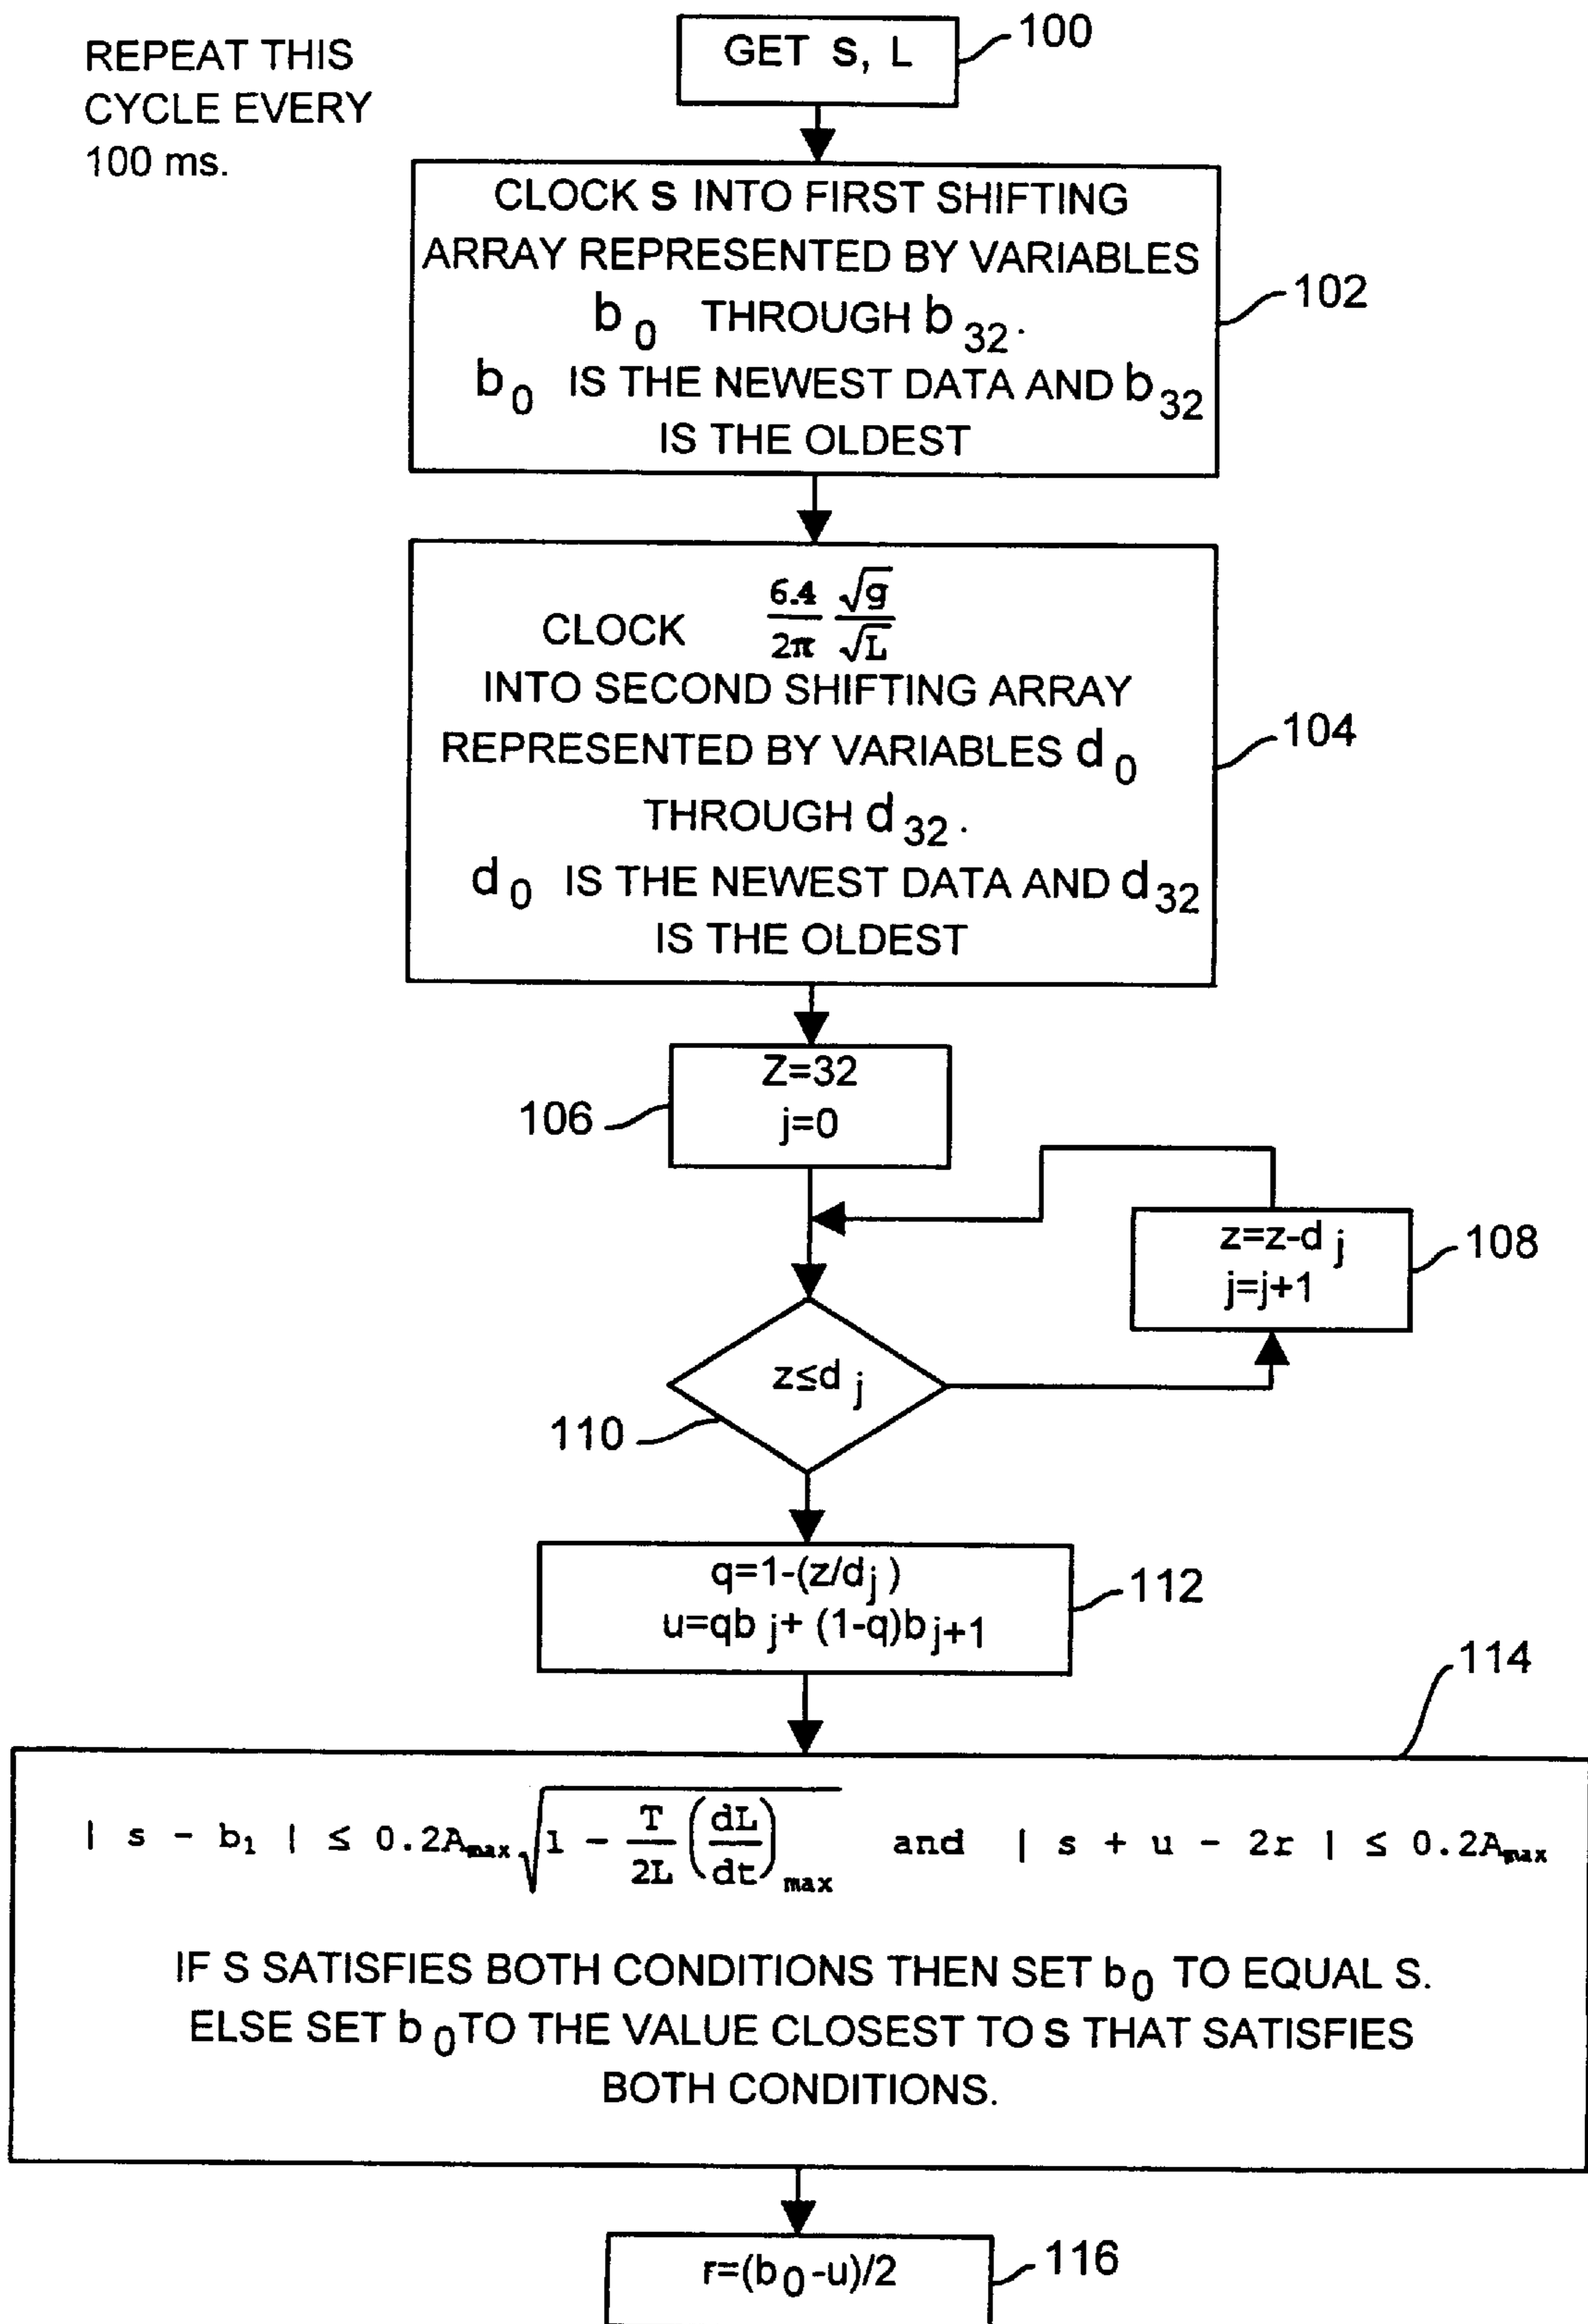 REPEAT THIS
CYCLE EVERY
100 ms.
GET S, L
100
CLOCK S INTO FIRST SHIFTING
ARRAY REPRESENTED BY VARIABLES
b₀ THROUGH b₃₂.
b₀ IS THE NEWEST DATA AND b₃₂
IS THE OLDEST
102
CLOCK 6.4/2π √g/√L
INTO SECOND SHIFTING ARRAY
REPRESENTED BY VARIABLES d₀
THROUGH d₃₂.
d₀ IS THE NEWEST DATA AND d₃₂
IS THE OLDEST
104
Z=32
j=0
106
z=z-d j
j=j+1
108
z≤d j
110
q=1-(z/dj)
u=qb j+ (1-q)bj+1
112
114
| s - b₁ | ≤ 0.2Amax√(1 - T/2L (dL/dt)max) and | s + u - 2r | ≤ 0.2Amax
IF S SATISFIES BOTH CONDITIONS THEN SET b₀ TO EQUAL S.
ELSE SET b₀ TO THE VALUE CLOSEST TO S THAT SATISFIES
BOTH CONDITIONS.
r=(b₀-u)/2
116